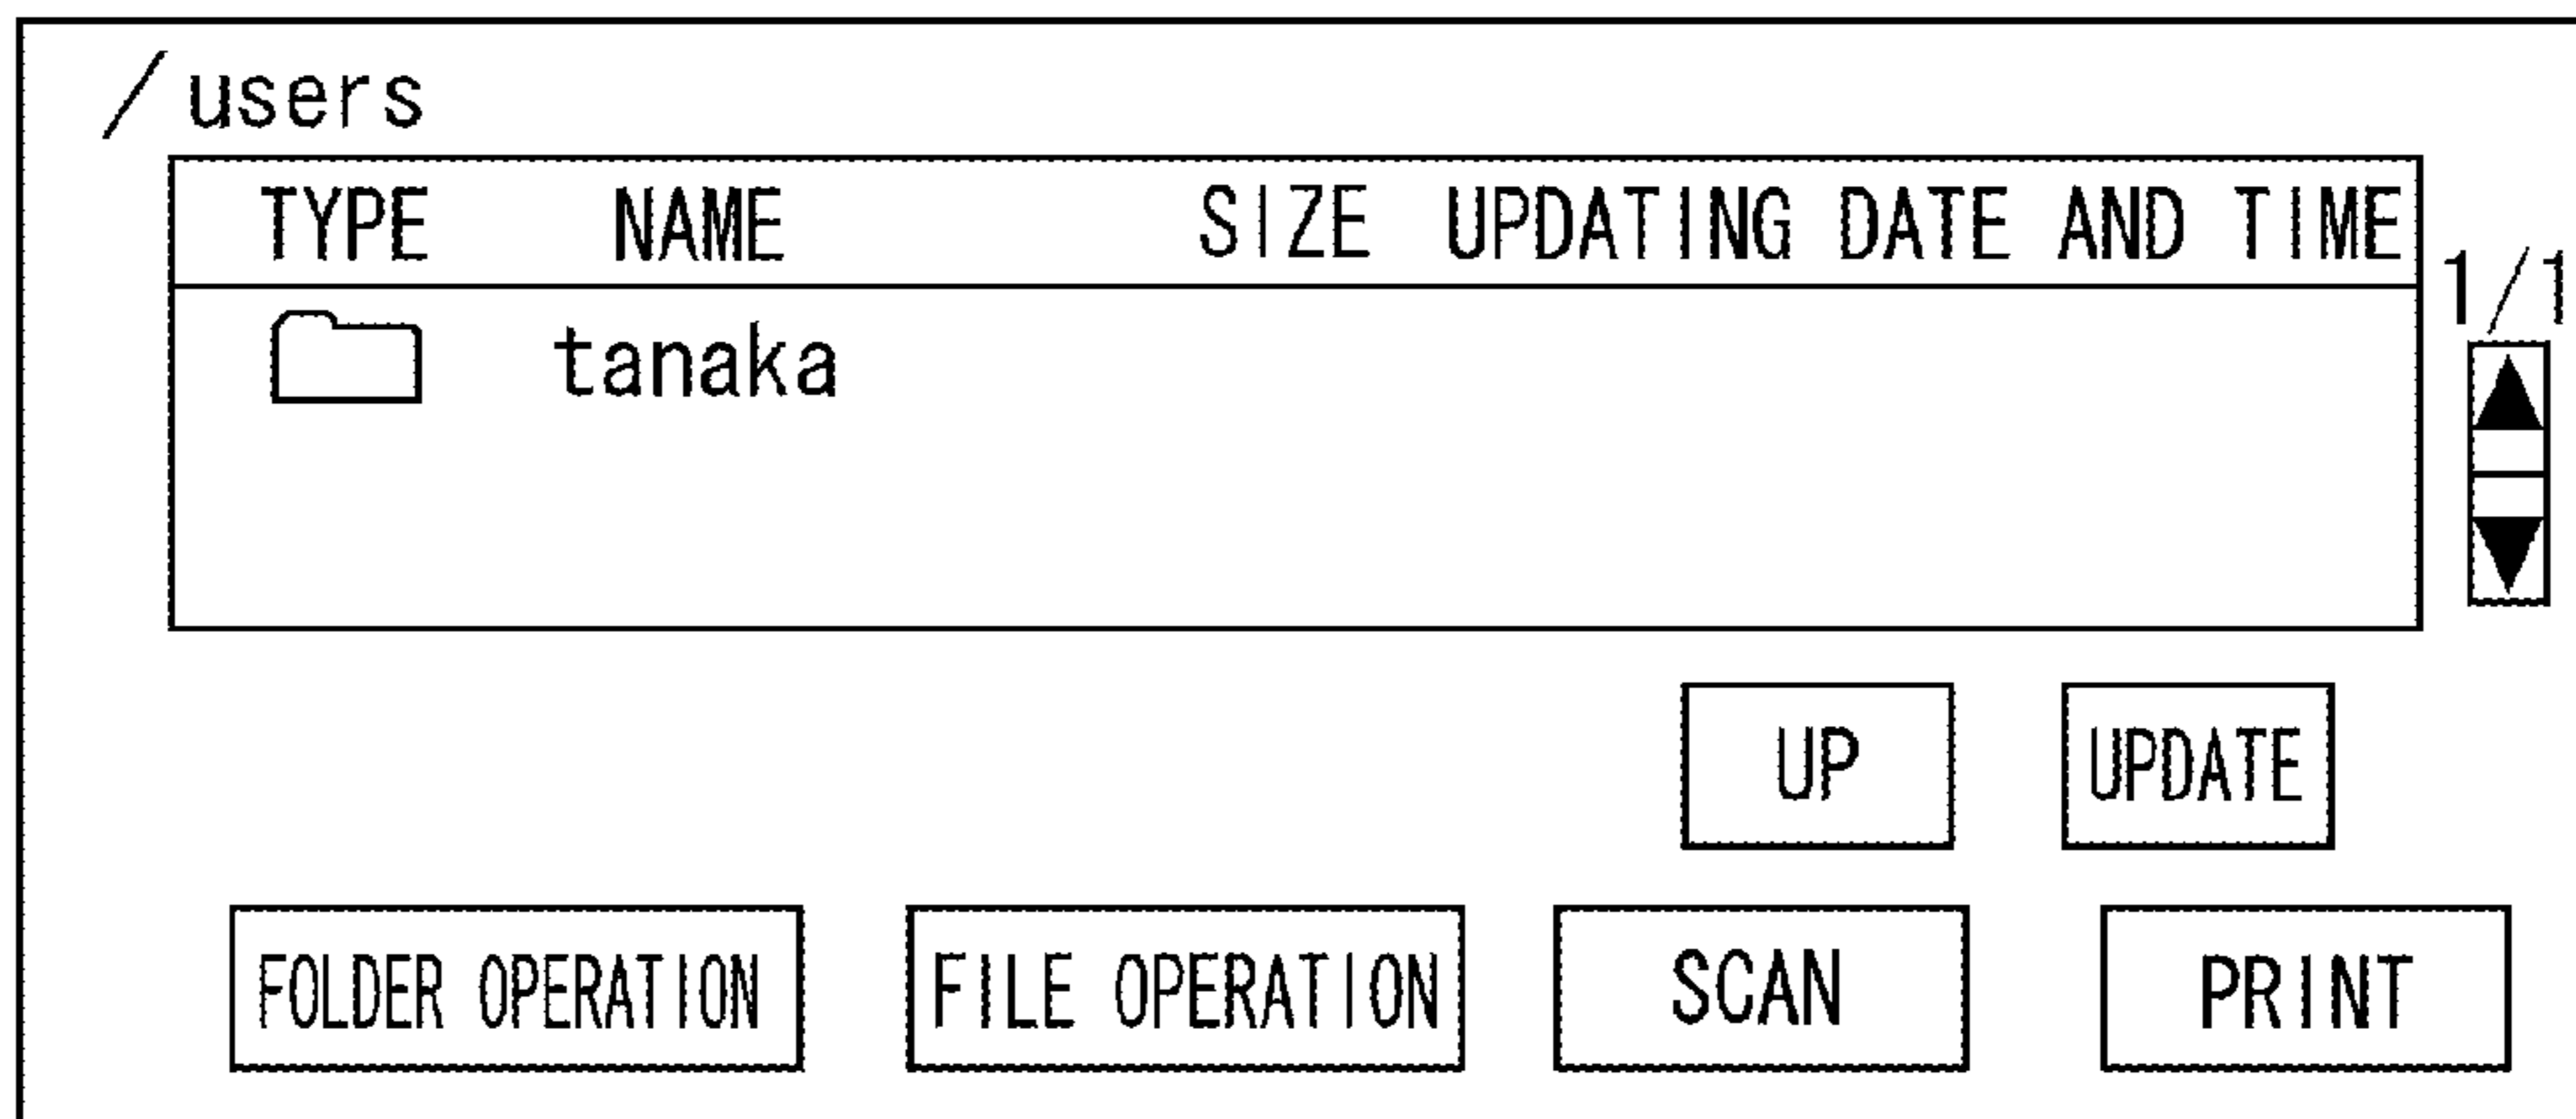 /users
TYPE NAME SIZE UPDATING DATE AND TIME
1/1
tanaka
UP UPDATE
FOLDER OPERATION FILE OPERATION SCAN PRINT